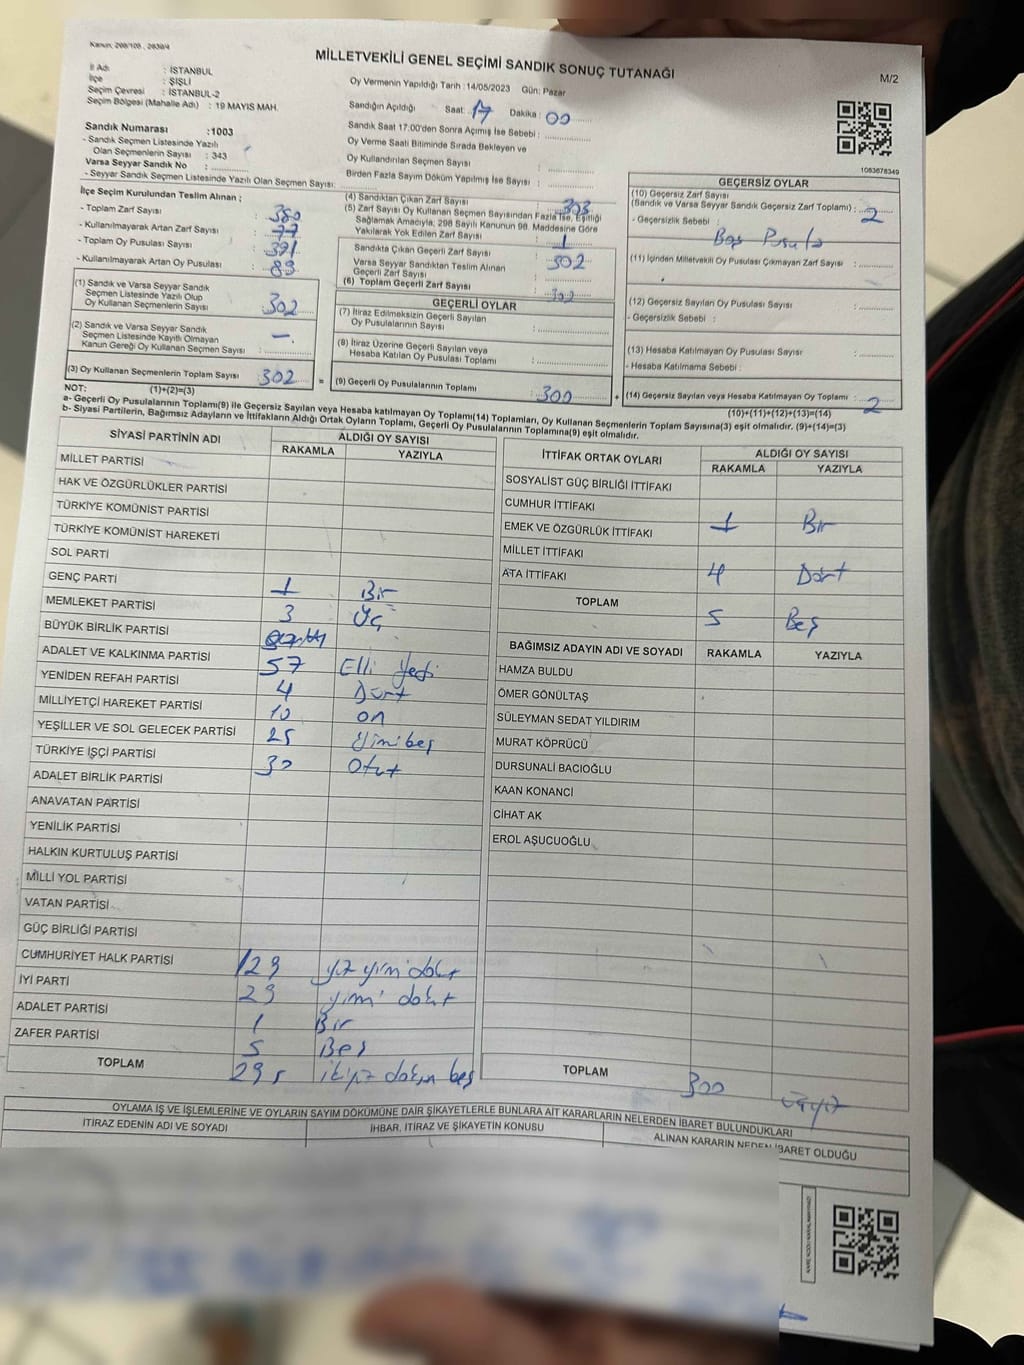 Kanun: 298/105 , 2839/4
MİLLETVEKİLİ GENEL SEÇİMİ SANDIK SONUÇ TUTANAĞI
M/2
İl Adı : İSTANBUL
İlçe : ŞİŞLİ
Seçim Çevresi : İSTANBUL-2
Seçim Bölgesi (Mahalle Adı) : 19 MAYIS MAH.
Sandık Numarası :1003
- Sandık Seçmen Listesinde Yazılı
Olan Seçmenlerin Sayısı : 343
Varsa Seyyar Sandık No :
- Seyyar Sandık Seçmen Listesinde Yazılı Olan Seçmen Sayısı:
Oy Vermenin Yapıldığı Tarih :14/05/2023 Gün: Pazar
Sandığın Açıldığı Saat: 17 Dakika : 00
Sandık Saat 17.00'den Sonra Açılmış İse Sebebi :
Oy Verme Saati Bitiminde Sırada Bekleyen ve
Oy Kullandırılan Seçmen Sayısı :
Birden Fazla Sayım Döküm Yapılmış İse Sayısı :
1083678349
İlçe Seçim Kurulundan Teslim Alınan ;
- Toplam Zarf Sayısı : 380
- Kullanılmayarak Artan Zarf Sayısı : 77
- Toplam Oy Pusulası Sayısı : 391
- Kullanılmayarak Artan Oy Pusulası : 89
(1) Sandık ve Varsa Seyyar Sandık
Seçmen Listesinde Yazılı Olup
Oy Kullanan Seçmenlerin Sayısı : 302
(2) Sandık ve Varsa Seyyar Sandık
Seçmen Listesinde Kayıtlı Olmayan
Kanun Gereği Oy Kullanan Seçmen Sayısı : —
(3) Oy Kullanan Seçmenlerin Toplam Sayısı 302 =
(4) Sandıktan Çıkan Zarf Sayısı : 303
(5) Zarf Sayısı Oy Kullanan Seçmen Sayısından Fazla İse, Eşitliği
Sağlamak Amacıyla, 298 Sayılı Kanunun 98. Maddesine Göre
Yakılarak Yok Edilen Zarf Sayısı : 1
Sandıkta Çıkan Geçerli Zarf Sayısı : 302
Varsa Seyyar Sandıktan Teslim Alınan
Geçerli Zarf Sayısı :
(6) Toplam Geçerli Zarf Sayısı : 302
GEÇERLİ OYLAR
(7) İtiraz Edilmeksizin Geçerli Sayılan
Oy Pusulalarının Sayısı :
(8) İtiraz Üzerine Geçerli Sayılan veya
Hesaba Katılan Oy Pusulası Toplamı :
(9) Geçerli Oy Pusulalarının Toplamı : 300 +
GEÇERSİZ OYLAR
(10) Geçersiz Zarf Sayısı
(Sandık ve Varsa Seyyar Sandık Geçersiz Zarf Toplamı) : 2
- Geçersizlik Sebebi : Boş Pusula
(11) İçinden Milletvekili Oy Pusulası Çıkmayan Zarf Sayısı :
(12) Geçersiz Sayılan Oy Pusulası Sayısı :
- Geçersizlik Sebebi :
(13) Hesaba Katılmayan Oy Pusulası Sayısı :
- Hesaba Katılmama Sebebi :
(14) Geçersiz Sayılan veya Hesaba Katılmayan Oy Toplamı : 2
NOT: (1)+(2)=(3)
(10)+(11)+(12)+(13)=(14)
a- Geçerli Oy Pusulaları Toplamı(9) ile Geçersiz Sayılan veya Hesaba katılmayan Oy Toplamı(14) Toplamları, Oy Kullanan Seçmenlerin Toplam Sayısına(3) eşit olmalıdır. (9)+(14)=(3)
b- Siyasi Partilerin, Bağımsız Adayların ve İttifakların Aldığı Ortak Oyların Toplamı, Geçerli Oy Pusulalarının Toplamına(9) eşit olmalıdır.
SİYASİ PARTİNİN ADI ALDIĞI OY SAYISI
RAKAMLA YAZIYLA
MİLLET PARTİSİ
HAK VE ÖZGÜRLÜKLER PARTİSİ
TÜRKİYE KOMÜNİST PARTİSİ
TÜRKİYE KOMÜNİST HAREKETİ
SOL PARTİ
GENÇ PARTİ 1 Bir
MEMLEKET PARTİSİ 3 Üç
BÜYÜK BİRLİK PARTİSİ
ADALET VE KALKINMA PARTİSİ 57 Elli Yedi
YENİDEN REFAH PARTİSİ 4 Dört
MİLLİYETÇİ HAREKET PARTİSİ 10 on
YEŞİLLER VE SOL GELECEK PARTİSİ 25 Yirmibeş
TÜRKİYE İŞÇİ PARTİSİ 30 Otuz
ADALET BİRLİK PARTİSİ
ANAVATAN PARTİSİ
YENİLİK PARTİSİ
HALKIN KURTULUŞ PARTİSİ
MİLLİ YOL PARTİSİ
VATAN PARTİSİ
GÜÇ BİRLİĞİ PARTİSİ
CUMHURİYET HALK PARTİSİ 129 yüz yirmi dokuz
İYİ PARTİ 29 yirmi dokuz
ADALET PARTİSİ 1 Bir
ZAFER PARTİSİ 5 Beş
TOPLAM 295 ikiyüz doksan beş
İTTİFAK ORTAK OYLARI ALDIĞI OY SAYISI
RAKAMLA YAZIYLA
SOSYALİST GÜÇ BİRLİĞİ İTTİFAKI
CUMHUR İTTİFAKI
EMEK VE ÖZGÜRLÜK İTTİFAKI 1 Bir
MİLLET İTTİFAKI
ATA İTTİFAKI 4 Dört
TOPLAM 5 Beş
BAĞIMSIZ ADAYIN ADI VE SOYADI RAKAMLA YAZIYLA
HAMZA BULDU
ÖMER GÖNÜLTAŞ
SÜLEYMAN SEDAT YILDIRIM
MURAT KÖPRÜCÜ
DURSUNALİ BACIOĞLU
KAAN KONANCİ
CİHAT AK
EROL AŞUCUOĞLU
TOPLAM 300 üçyüz
OYLAMA İŞ VE İŞLEMLERİNE VE OYLARIN SAYIM DÖKÜMÜNE DAİR ŞİKAYETLERLE BUNLARA AİT KARARLARIN NELERDEN İBARET BULUNDUKLARI
İTİRAZ EDENİN ADI VE SOYADI İHBAR, İTİRAZ VE ŞİKAYETİN KONUSU ALINAN KARARIN NEDEN İBARET OLDUĞU